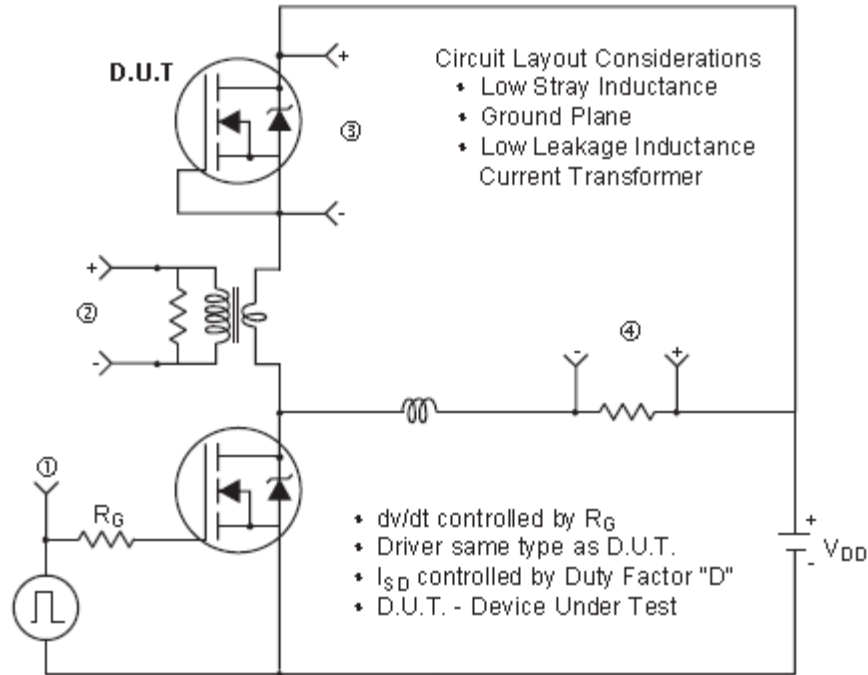 D.U.T
+
③
-
Circuit Layout Considerations
• Low Stray Inductance
• Ground Plane
• Low Leakage Inductance
Current Transformer
+
②
-
④
-
+
①
RG
• dv/dt controlled by RG
• Driver same type as D.U.T.
• ISD controlled by Duty Factor "D"
• D.U.T. - Device Under Test
+
VDD
-